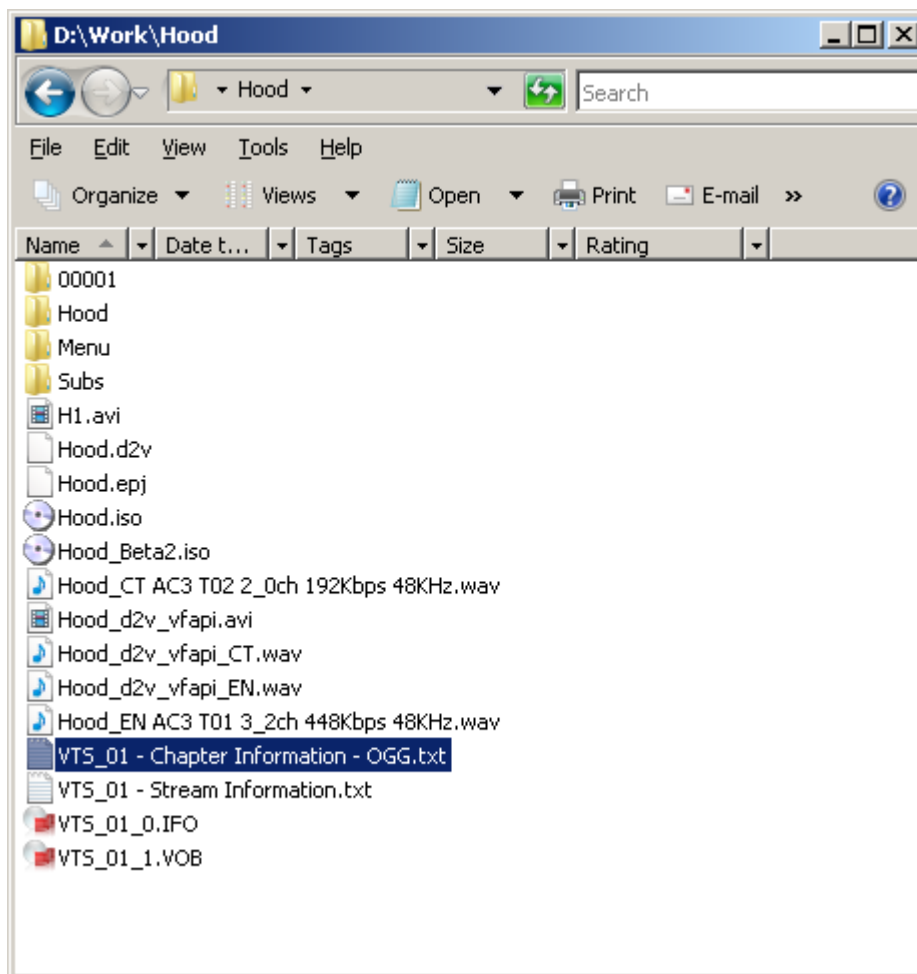 D:\Work\Hood
Hood
Search
File Edit View Tools Help
Organize Views Open Print E-mail »
Name Date t... Tags Size Rating
00001
Hood
Menu
Subs
H1.avi
Hood.d2v
Hood.epj
Hood.iso
Hood_Beta2.iso
Hood_CT AC3 T02 2_0ch 192Kbps 48KHz.wav
Hood_d2v_vfapi.avi
Hood_d2v_vfapi_CT.wav
Hood_d2v_vfapi_EN.wav
Hood_EN AC3 T01 3_2ch 448Kbps 48KHz.wav
VTS_01 - Chapter Information - OGG.txt
VTS_01 - Stream Information.txt
VTS_01_0.IFO
VTS_01_1.VOB